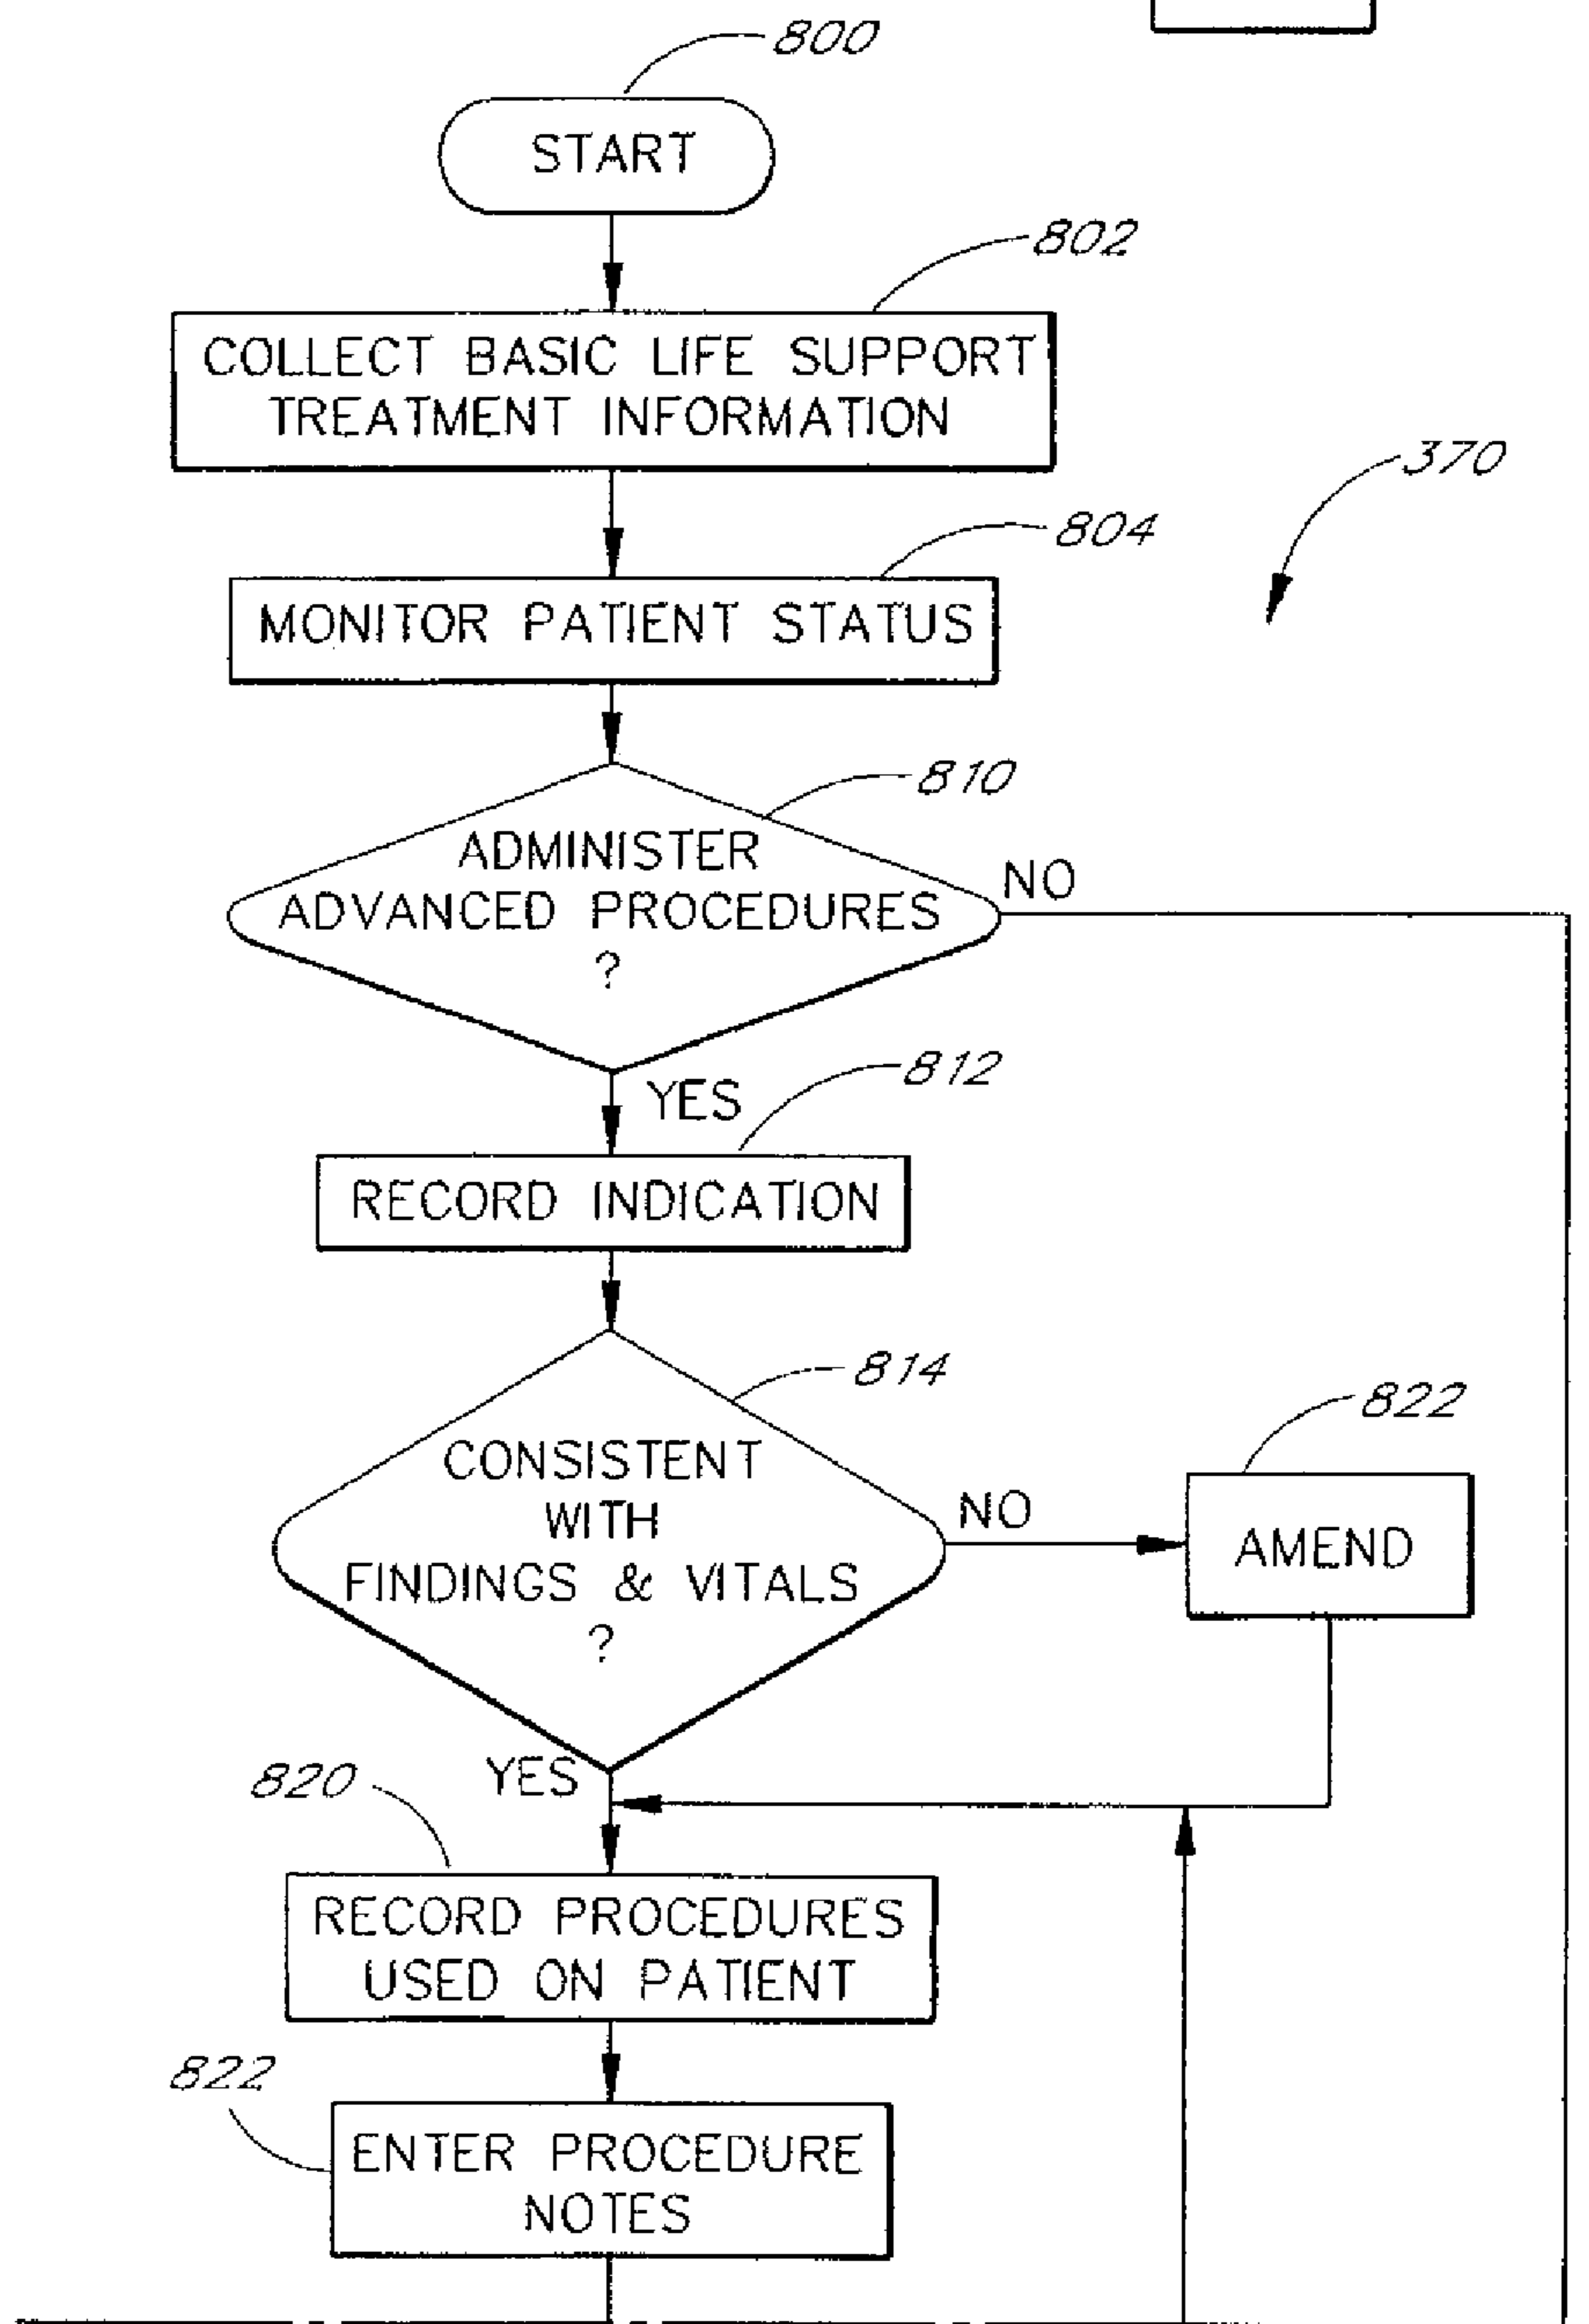 800
START
802
COLLECT BASIC LIFE SUPPORT
TREATMENT INFORMATION
370
804
MONITOR PATIENT STATUS
810
ADMINISTER
ADVANCED PROCEDURES
?
NO
YES
812
RECORD INDICATION
814
CONSISTENT
WITH
FINDINGS & VITALS
?
NO
822
AMEND
YES
820
RECORD PROCEDURES
USED ON PATIENT
822
ENTER PROCEDURE
NOTES